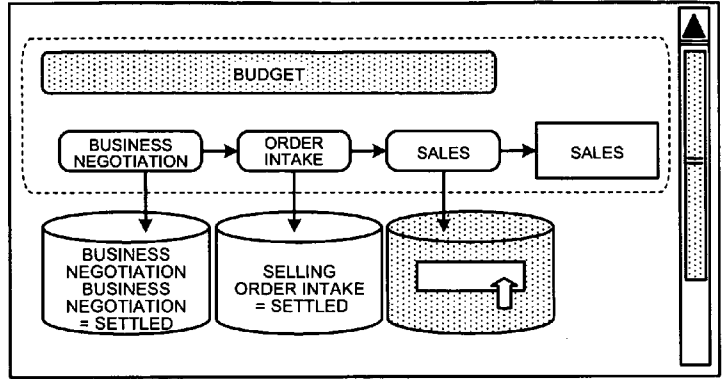 BUDGET
BUSINESS
NEGOTIATION
ORDER
INTAKE
SALES
SALES
BUSINESS
NEGOTIATION
BUSINESS
NEGOTIATION
= SETTLED
SELLING
ORDER INTAKE
= SETTLED